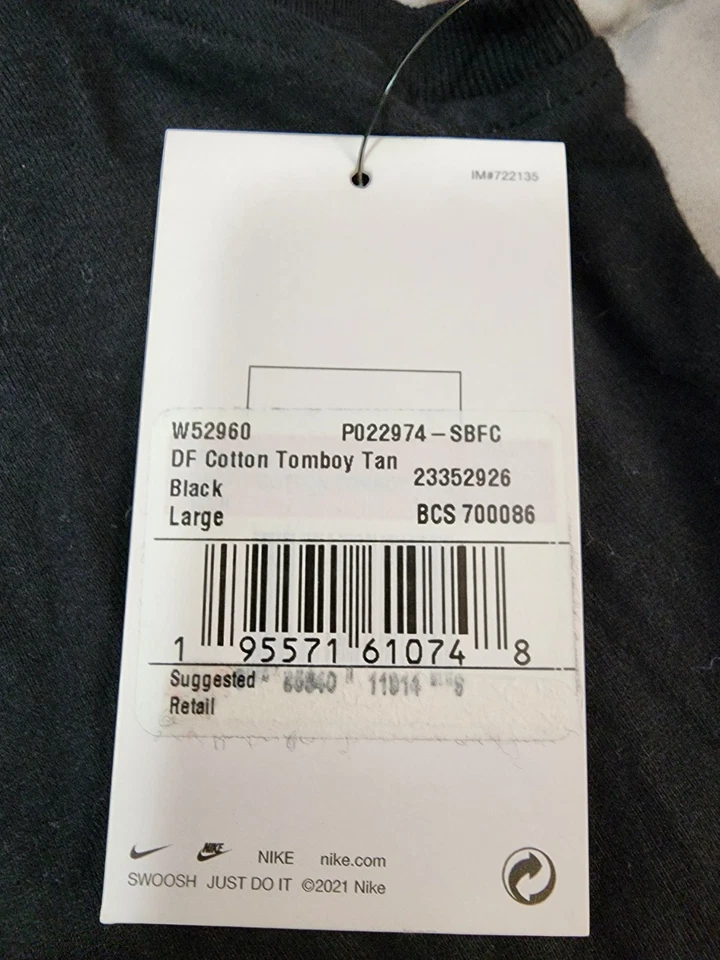 IM#722135
W52960 P022974-SBFC
DF Cotton Tomboy Tan 23352926
Black
Large BCS 700086
1 95571 61074 8
Suggested
Retail
NIKE nike.com
SWOOSH JUST DO IT ©2021 Nike